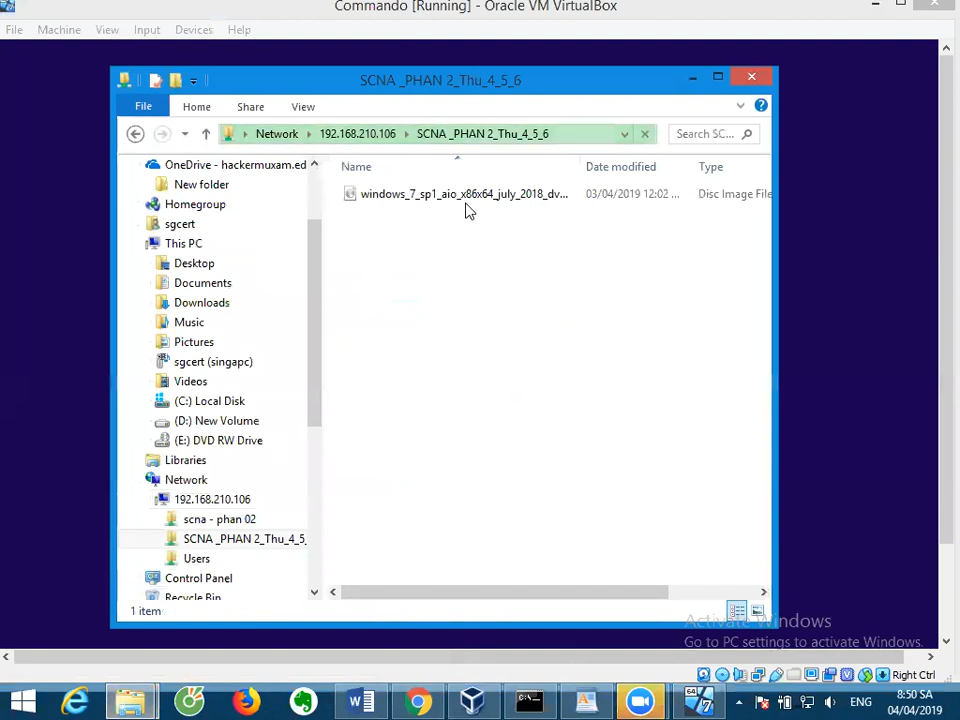 Commando [Running] - Oracle VM VirtualBox
File Machine View Input Devices Help
SCNA _PHAN 2_Thu_4_5_6
File Home Share View
Network 192.168.210.106 SCNA _PHAN 2_Thu_4_5_6 Search SC...
OneDrive - hackermuxam.ed
New folder
Homegroup
sgcert
This PC
Desktop
Documents
Downloads
Music
Pictures
sgcert (singapc)
Videos
(C:) Local Disk
(D:) New Volume
(E:) DVD RW Drive
Libraries
Network
192.168.210.106
scna - phan 02
SCNA _PHAN 2_Thu_4_5_
Users
Control Panel
Recycle Bin
Name Date modified Type
windows_7_sp1_aio_x86x64_july_2018_dv... 03/04/2019 12:02 ... Disc Image File
1 item
Activate Windows
Go to PC settings to activate Windows.
Right Ctrl
64
ENG
8:50 SA
04/04/2019